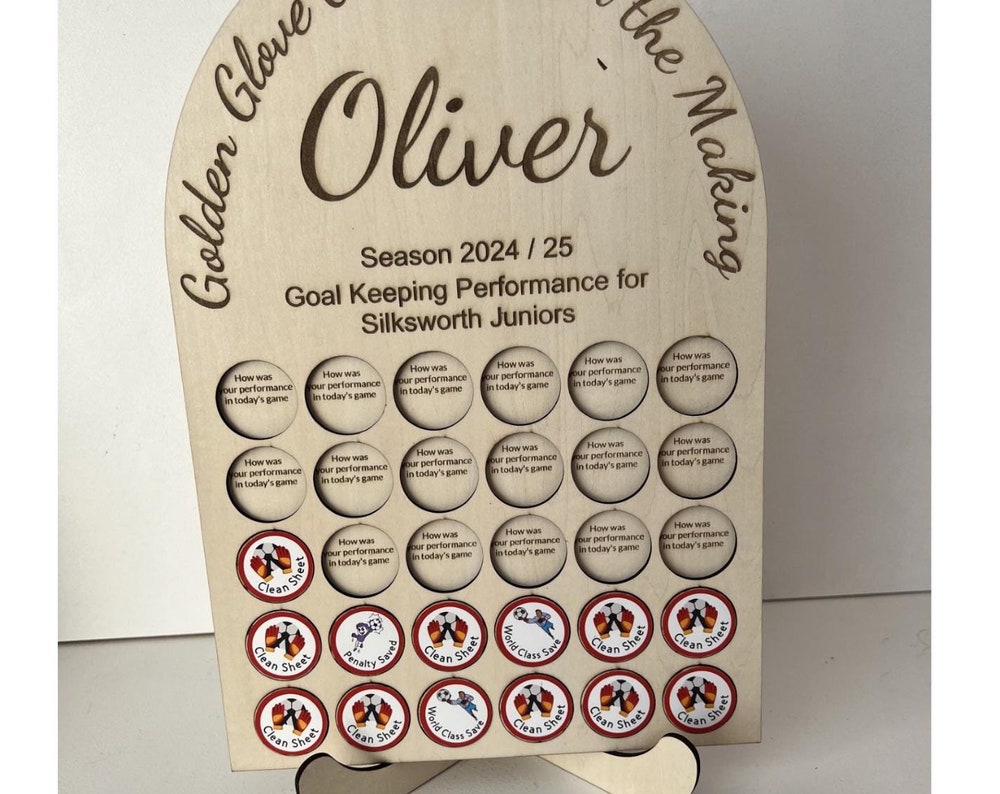 Golden Glove
the Making
Oliver
Season 2024 / 25
Goal Keeping Performance for
Silksworth Juniors
How was
your performance
in today's game
How was
your performance
in today's game
How was
your performance
in today's game
How was
your performance
in today's game
How was
your performance
in today's game
How was
your performance
in today's game
How was
your performance
in today's game
How was
your performance
in today's game
How was
your performance
in today's game
How was
your performance
in today's game
How was
your performance
in today's game
How was
your performance
in today's game
Clean Sheet
How was
your performance
in today's game
How was
your performance
in today's game
How was
your performance
in today's game
How was
your performance
in today's game
How was
your performance
in today's game
Clean Sheet
Penalty Saved
Clean Sheet
World Class Save
Clean Sheet
Clean Sheet
Clean Sheet
Clean Sheet
World Class Save
Clean Sheet
Clean Sheet
Clean Sheet